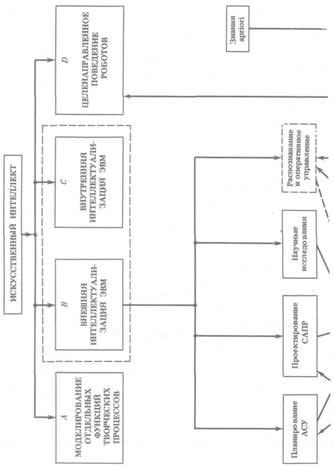 ИСКУССТВЕННЫЙ ИНТЕЛЛЕКТ
A
МОДЕЛИРОВАНИЕ
ОТДЕЛЬНЫХ
ФУНКЦИЙ
ТВОРЧЕСКИХ
ПРОЦЕССОВ
B
ВНЕШНЯЯ
ИНТЕЛЛЕКТУАЛИ-
ЗАЦИЯ ЭВМ
C
ВНУТРЕННЯЯ
ИНТЕЛЛЕКТУАЛИ-
ЗАЦИЯ ЭВМ
D
ЦЕЛЕНАПРАВЛЕННОЕ
ПОВЕДЕНИЕ
РОБОТОВ
Планирование
АСУ
Проектирование
САПР
Научные
исследования
Распознавание
и оперативное
управление
Знания
apriori